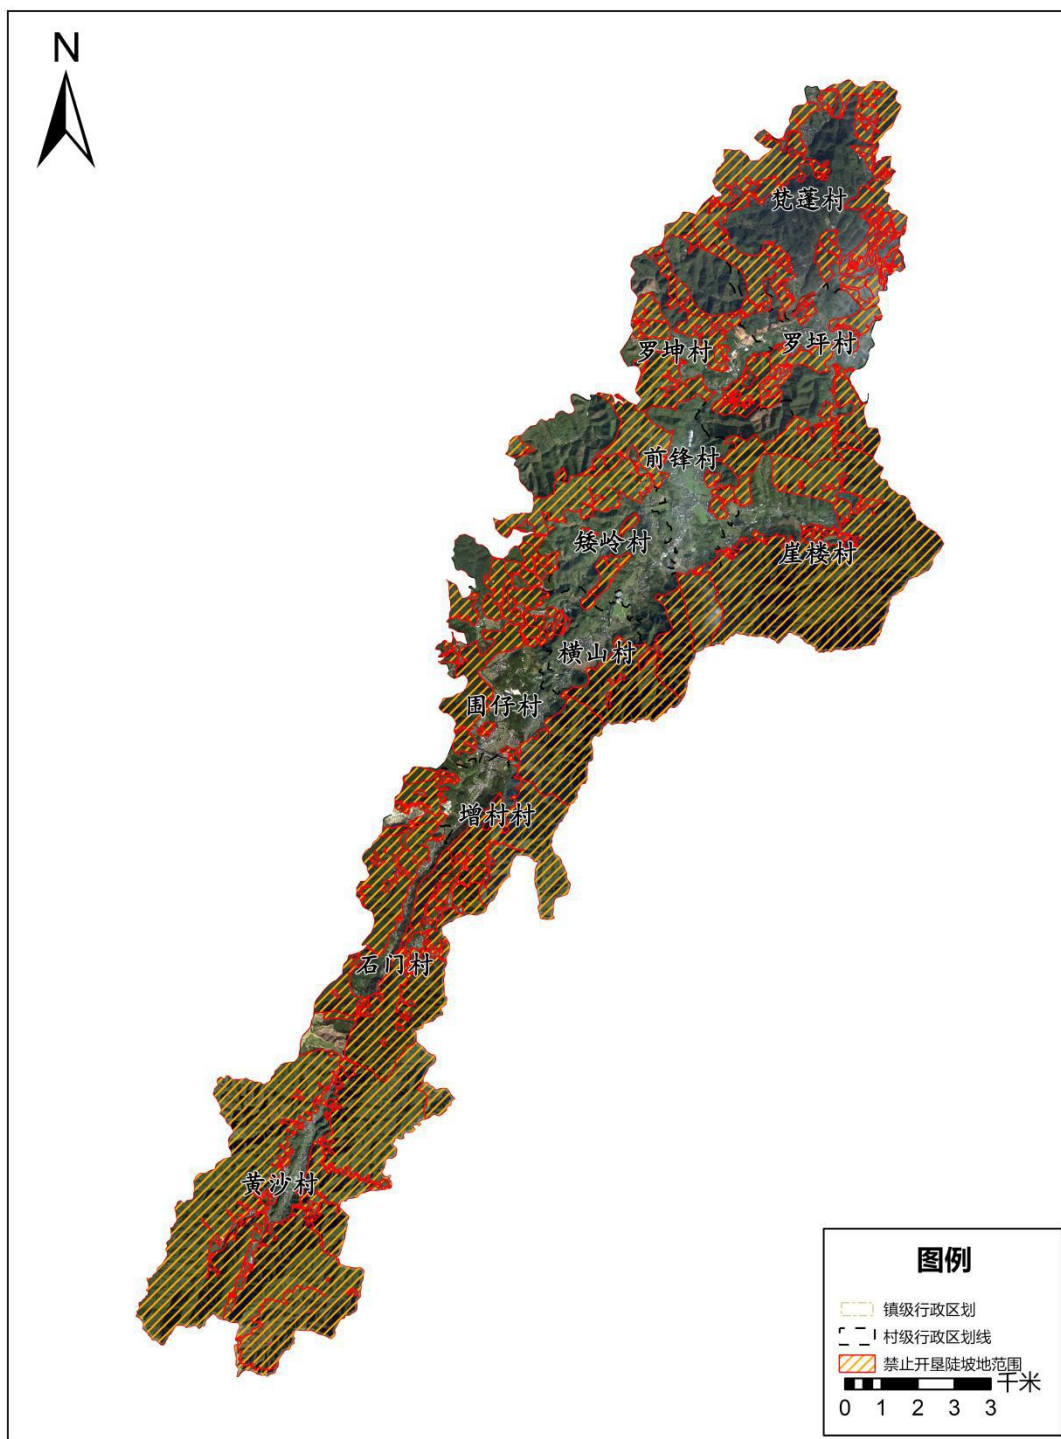 N
梵蓬村
罗坤村
罗坪村
前锋村
矮岭村
崖楼村
横山村
围仔村
增村村
石门村
黄沙村
图例
镇级行政区划
村级行政区划线
禁止开垦陡坡地范围
千米
0 1 2 3